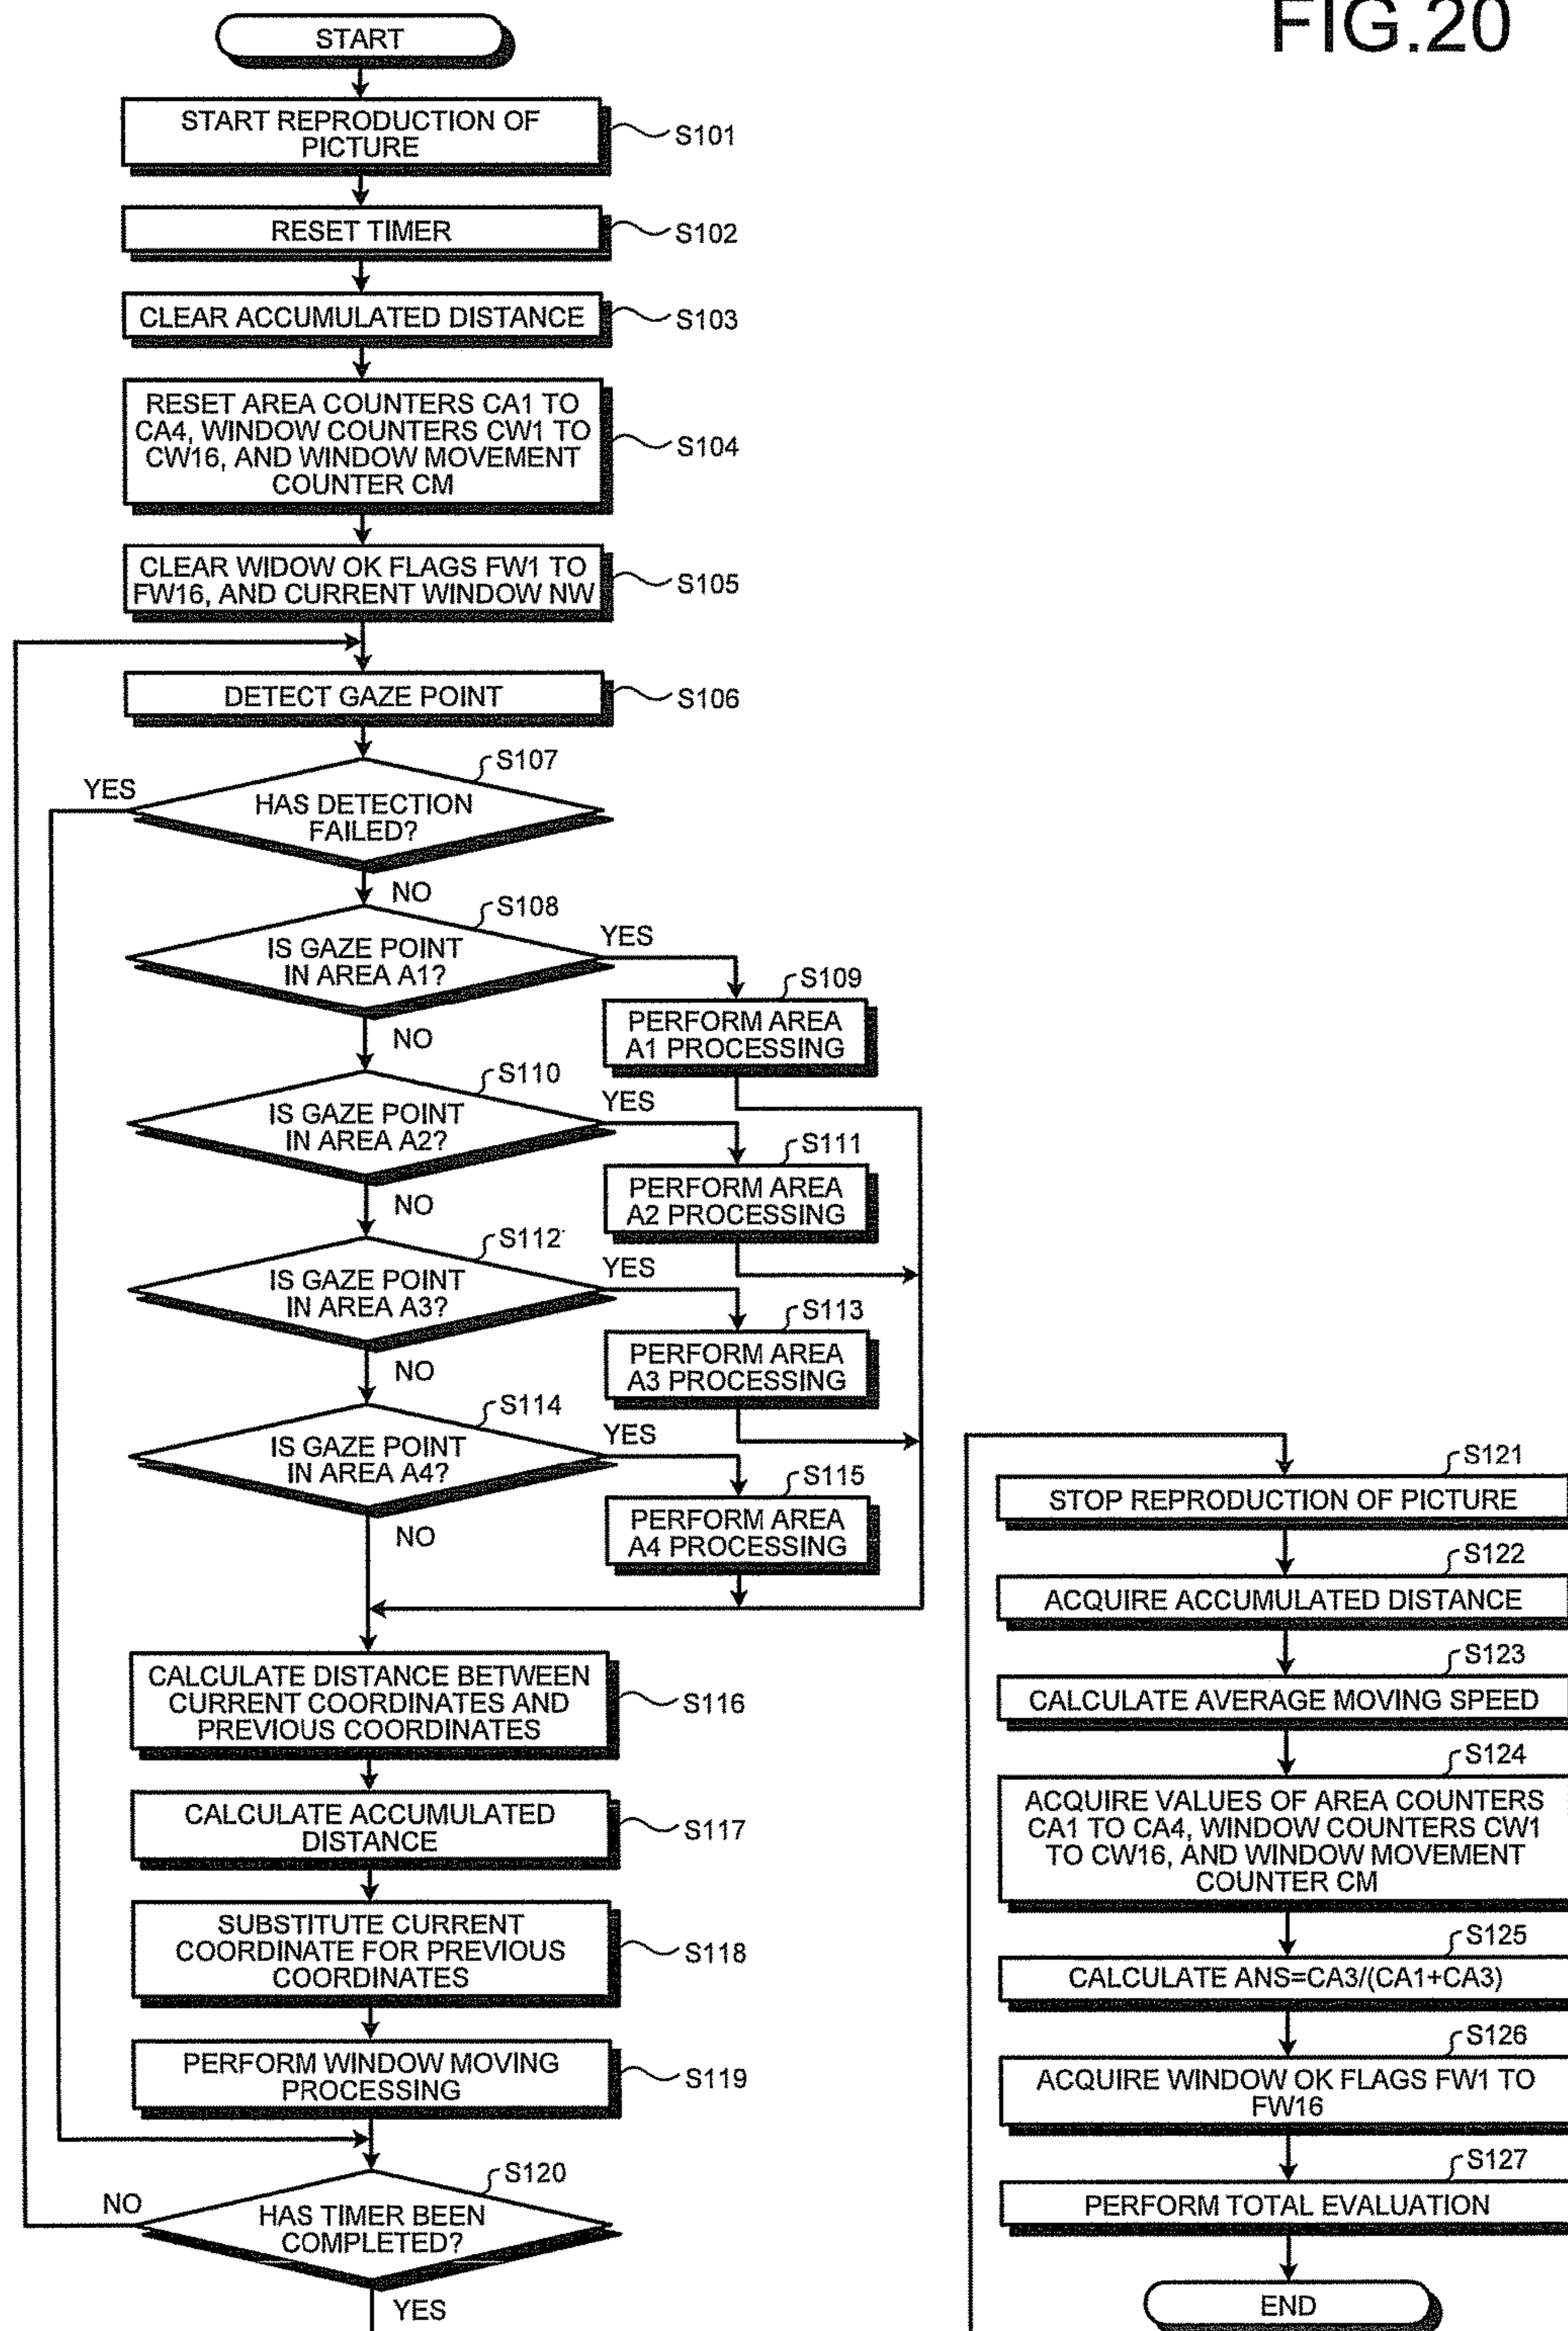 FIG.20
START
START REPRODUCTION OF
PICTURE
S101
RESET TIMER
S102
CLEAR ACCUMULATED DISTANCE
S103
RESET AREA COUNTERS CA1 TO
CA4, WINDOW COUNTERS CW1 TO
CW16, AND WINDOW MOVEMENT
COUNTER CM
S104
CLEAR WIDOW OK FLAGS FW1 TO
FW16, AND CURRENT WINDOW NW
S105
DETECT GAZE POINT
S106
S107
YES
HAS DETECTION
FAILED?
NO
S108
YES
IS GAZE POINT
IN AREA A1?
S109
PERFORM AREA
A1 PROCESSING
NO
S110
YES
IS GAZE POINT
IN AREA A2?
S111
PERFORM AREA
A2 PROCESSING
NO
S112
YES
IS GAZE POINT
IN AREA A3?
S113
PERFORM AREA
A3 PROCESSING
NO
S114
YES
IS GAZE POINT
IN AREA A4?
S115
PERFORM AREA
A4 PROCESSING
NO
CALCULATE DISTANCE BETWEEN
CURRENT COORDINATES AND
PREVIOUS COORDINATES
S116
CALCULATE ACCUMULATED
DISTANCE
S117
SUBSTITUTE CURRENT
COORDINATE FOR PREVIOUS
COORDINATES
S118
PERFORM WINDOW MOVING
PROCESSING
S119
S120
NO
HAS TIMER BEEN
COMPLETED?
YES
S121
STOP REPRODUCTION OF PICTURE
S122
ACQUIRE ACCUMULATED DISTANCE
S123
CALCULATE AVERAGE MOVING SPEED
S124
ACQUIRE VALUES OF AREA COUNTERS
CA1 TO CA4, WINDOW COUNTERS CW1
TO CW16, AND WINDOW MOVEMENT
COUNTER CM
S125
CALCULATE ANS=CA3/(CA1+CA3)
S126
ACQUIRE WINDOW OK FLAGS FW1 TO
FW16
S127
PERFORM TOTAL EVALUATION
END